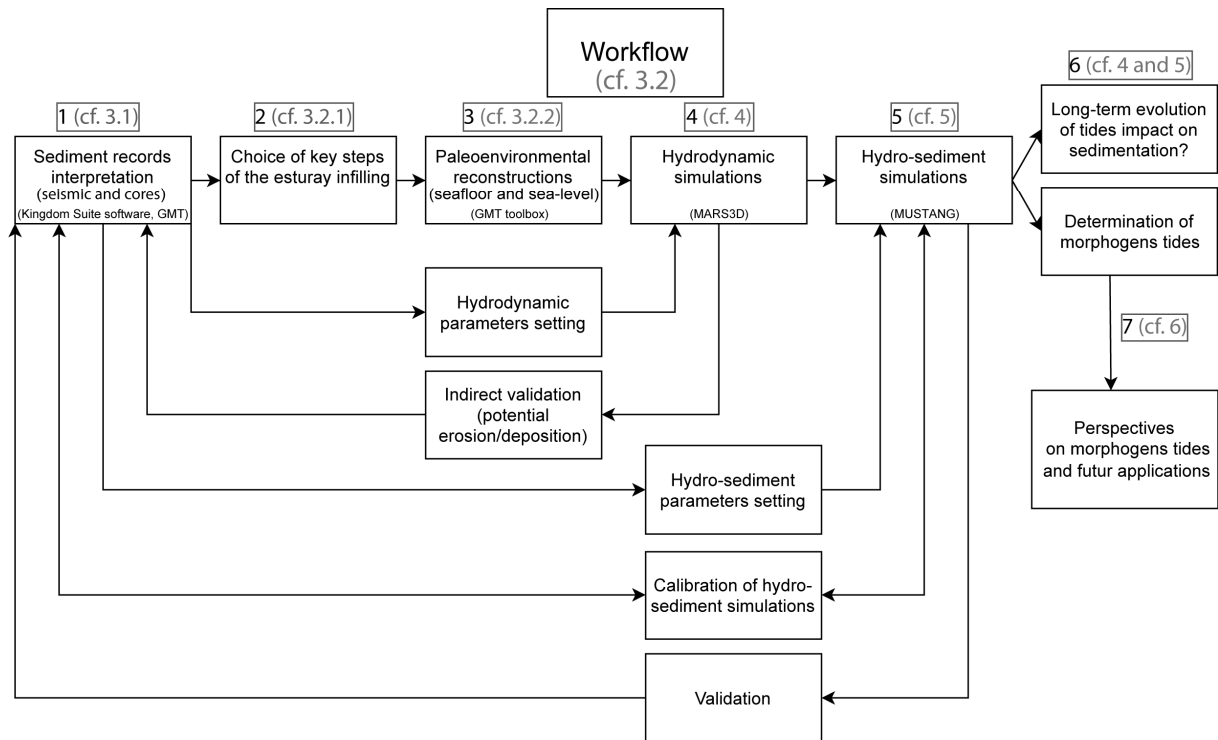 Workflow
(cf. 3.2)
1 (cf. 3.1)
Sediment records
interpretation
(seismic and cores)
(Kingdom Suite software, GMT)
2 (cf. 3.2.1)
Choice of key steps
of the esturay infilling
3 (cf. 3.2.2)
Paleoenvironmental
reconstructions
(seafloor and sea-level)
(GMT toolbox)
4 (cf. 4)
Hydrodynamic
simulations
(MARS3D)
5 (cf. 5)
Hydro-sediment
simulations
(MUSTANG)
6 (cf. 4 and 5)
Long-term evolution
of tides impact on
sedimentation?
Determination of
morphogens tides
7 (cf. 6)
Perspectives
on morphogens tides
and futur applications
Hydrodynamic
parameters setting
Indirect validation
(potential
erosion/deposition)
Hydro-sediment
parameters setting
Calibration of hydro-
sediment simulations
Validation